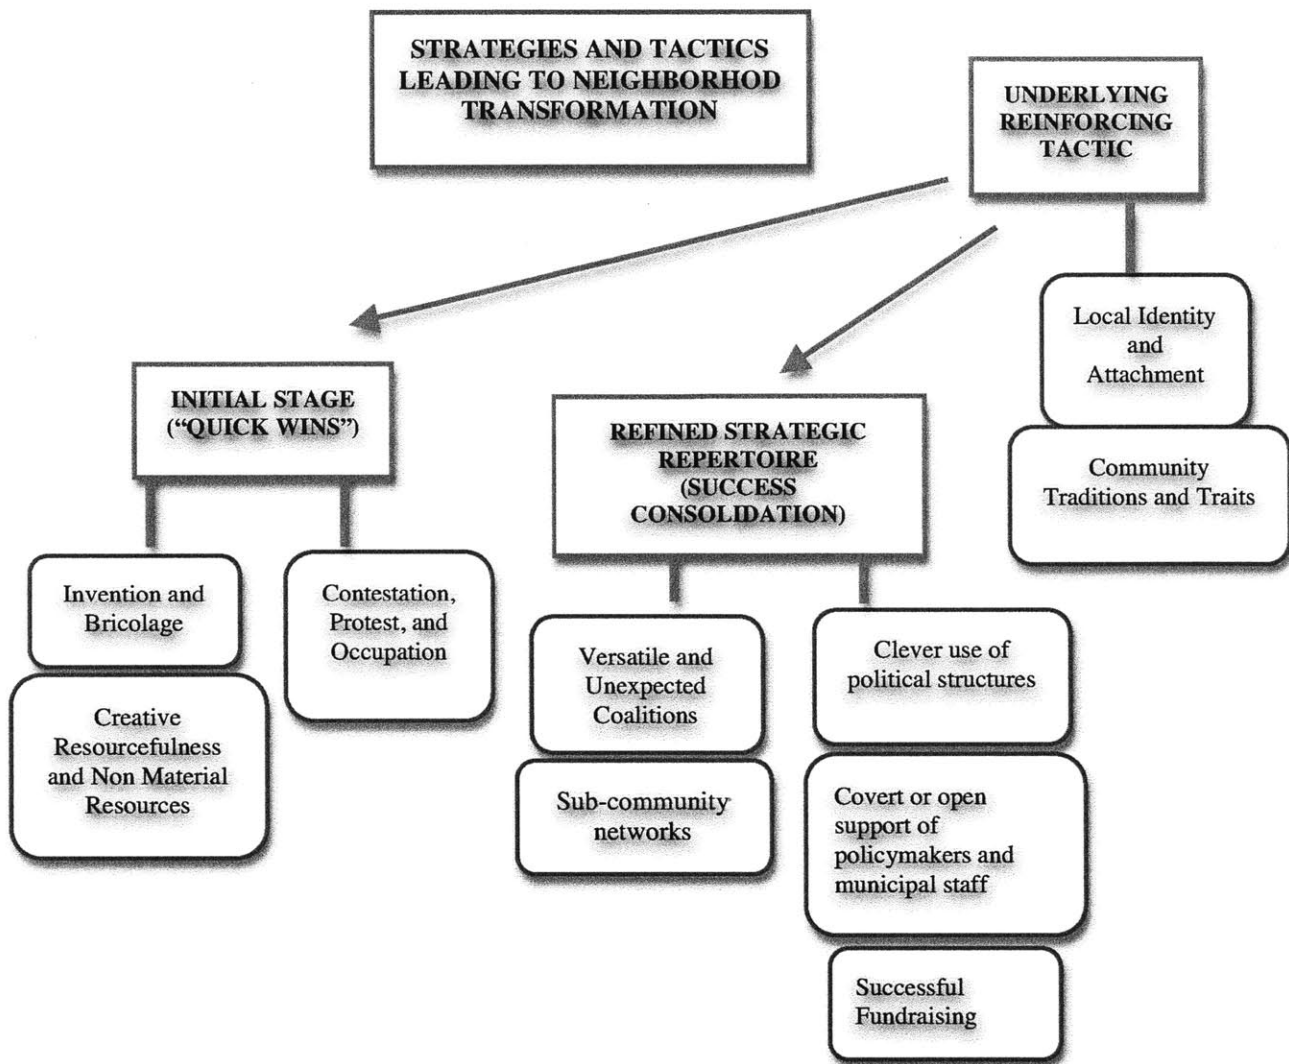 STRATEGIES AND TACTICS
LEADING TO NEIGHBORHOD
TRANSFORMATION
UNDERLYING
REINFORCING
TACTIC
Local Identity
and
Attachment
Community
Traditions and Traits
INITIAL STAGE
(“QUICK WINS”)
Invention and
Bricolage
Creative
Resourcefulness
and Non Material
Resources
Contestation,
Protest, and
Occupation
REFINED STRATEGIC
REPERTOIRE
(SUCCESS
CONSOLIDATION)
Versatile and
Unexpected
Coalitions
Sub-community
networks
Clever use of
political structures
Covert or open
support of
policymakers and
municipal staff
Successful
Fundraising